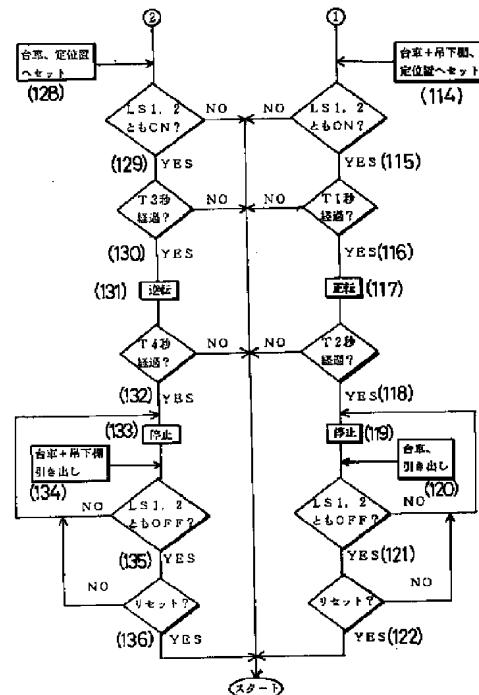 ②
①
台車、定位置
へセット
(128)
台車+吊下棚、
定位置へセット
(114)
LS1, 2
ともON?
NO
NO
LS1, 2
ともON?
(129)
YES
YES
(115)
T3秒
経過?
NO
NO
T1秒
経過?
(130)
YES
YES
(116)
(131)
逆転
正転
(117)
T4秒
経過?
NO
NO
T2秒
経過?
(132)
YES
YES
(118)
(133)
停止
停止
(119)
台車+吊下棚
引き出し
(134)
台車、
引き出し
(120)
NO
LS1, 2
ともOFF?
LS1, 2
ともOFF?
NO
(135)
YES
YES
(121)
NO
リセット?
リセット?
NO
(136)
YES
YES
(122)
スタート